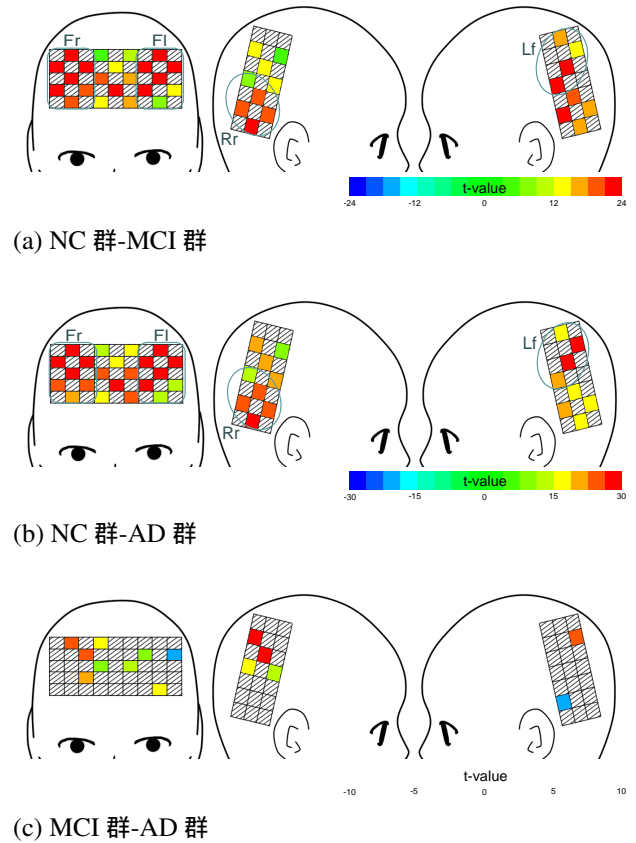 Fr Fl
Lf
Rr
t-value
-24 -12 0 12 24
(a) NC 群-MCI 群
Fr Fl
Lf
Rr
t-value
-30 -15 0 15 30
(b) NC 群-AD 群
t-value
-10 -5 0 5 10
(c) MCI 群-AD 群